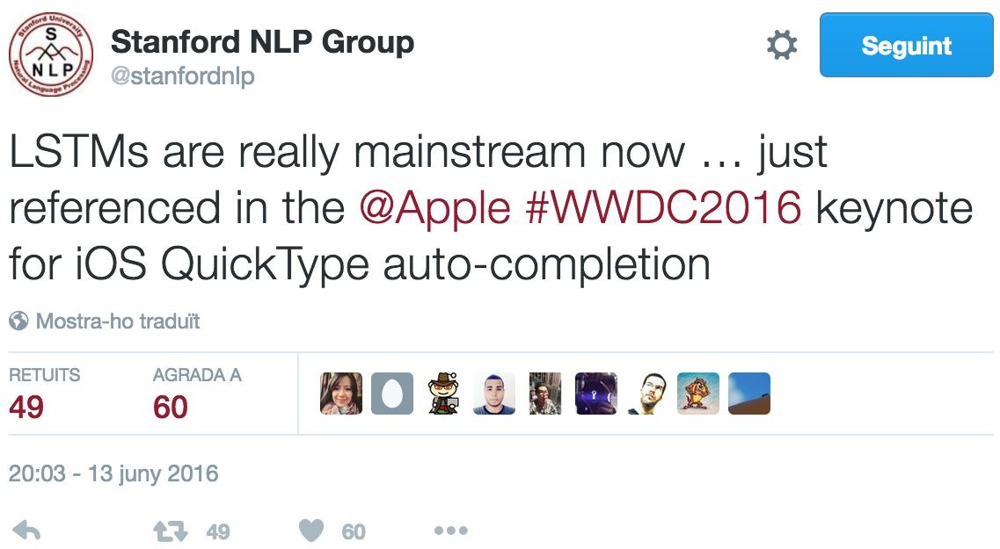 Stanford University
S
NLP
Natural Language Processing
Stanford NLP Group
@stanfordnlp
Seguint
LSTMs are really mainstream now … just
referenced in the @Apple #WWDC2016 keynote
for iOS QuickType auto-completion
Mostra-ho traduït
RETUITS
49
AGRADA A
60
20:03 - 13 juny 2016
49
60